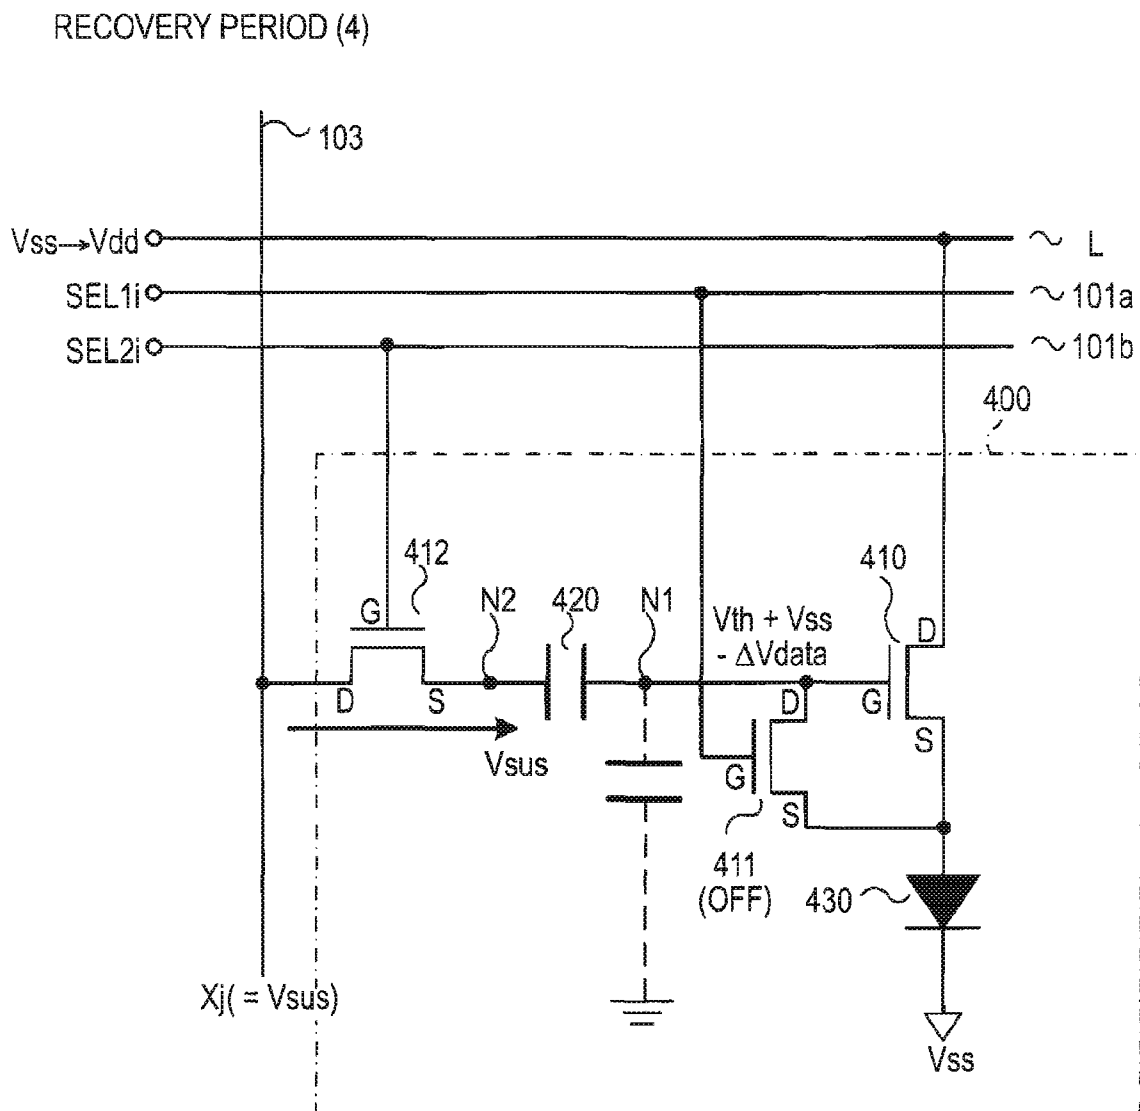 RECOVERY PERIOD (4)
103
Vss→Vdd
L
SEL1i
101a
SEL2i
101b
400
412
G
N2
420
N1
Vth + Vss
- ΔVdata
410
D
D
S
D
G
S
Vsus
G
S
411
(OFF)
430
Xj( = Vsus)
Vss